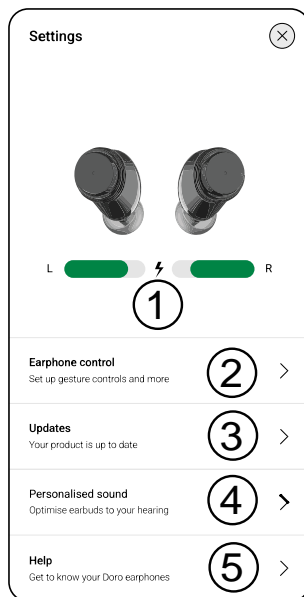 Settings
L R
1
Earphone control
Set up gesture controls and more
2
Updates
Your product is up to date
3
Personalised sound
Optimise earbuds to your hearing
4
Help
Get to know your Doro earphones
5